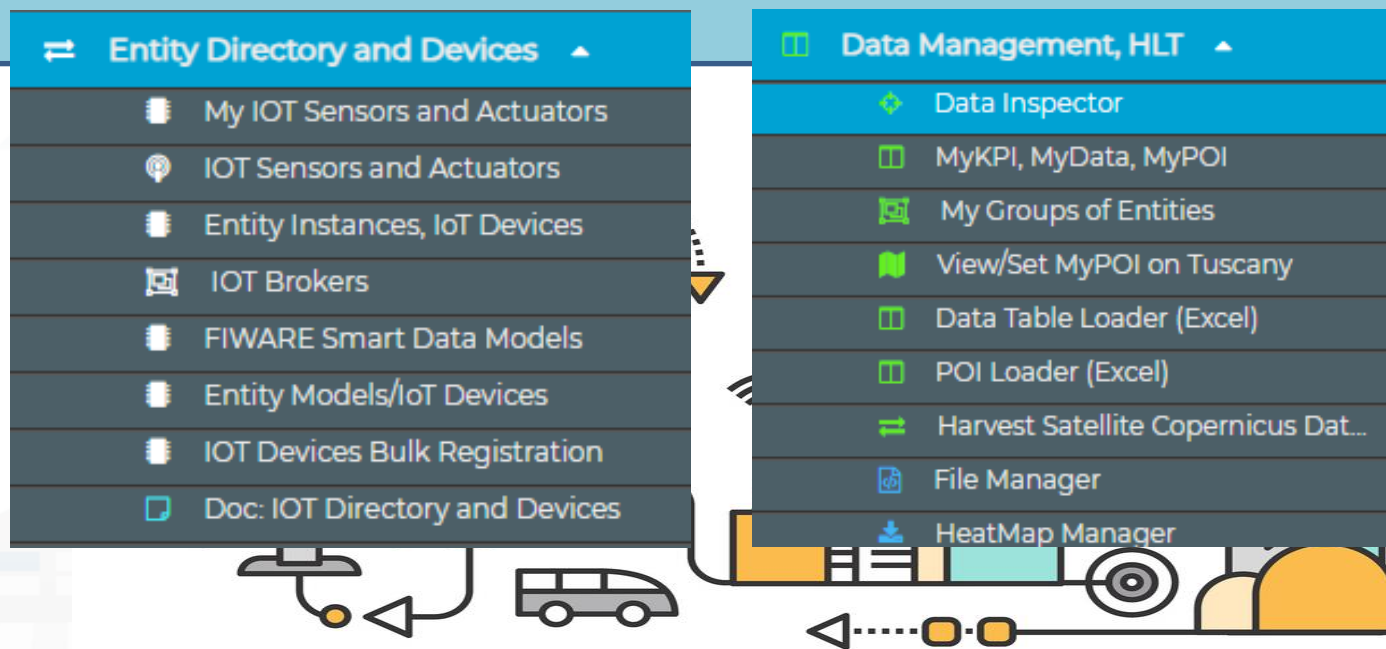 Entity Directory and Devices
My IOT Sensors and Actuators
IOT Sensors and Actuators
Entity Instances, IoT Devices
IOT Brokers
FIWARE Smart Data Models
Entity Models/IoT Devices
IOT Devices Bulk Registration
Doc: IOT Directory and Devices
Data Management, HLT
Data Inspector
MyKPI, MyData, MyPOI
My Groups of Entities
View/Set MyPOI on Tuscany
Data Table Loader (Excel)
POI Loader (Excel)
Harvest Satellite Copernicus Dat...
File Manager
HeatMap Manager